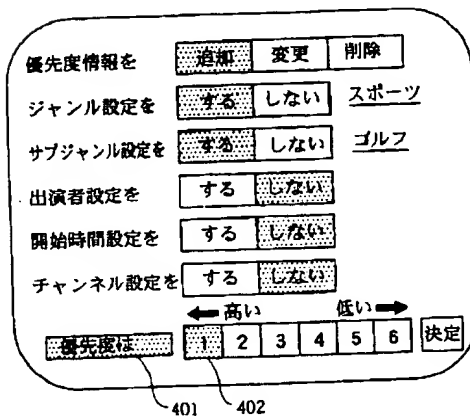 優先度情報を 追加 変更 削除
ジャンル設定を する しない スポーツ
サブジャンル設定を する しない ゴルフ
出演者設定を する しない
開始時間設定を する しない
チャンネル設定を する しない
← 高い 低い →
優先度は 1 2 3 4 5 6 決定
401 402